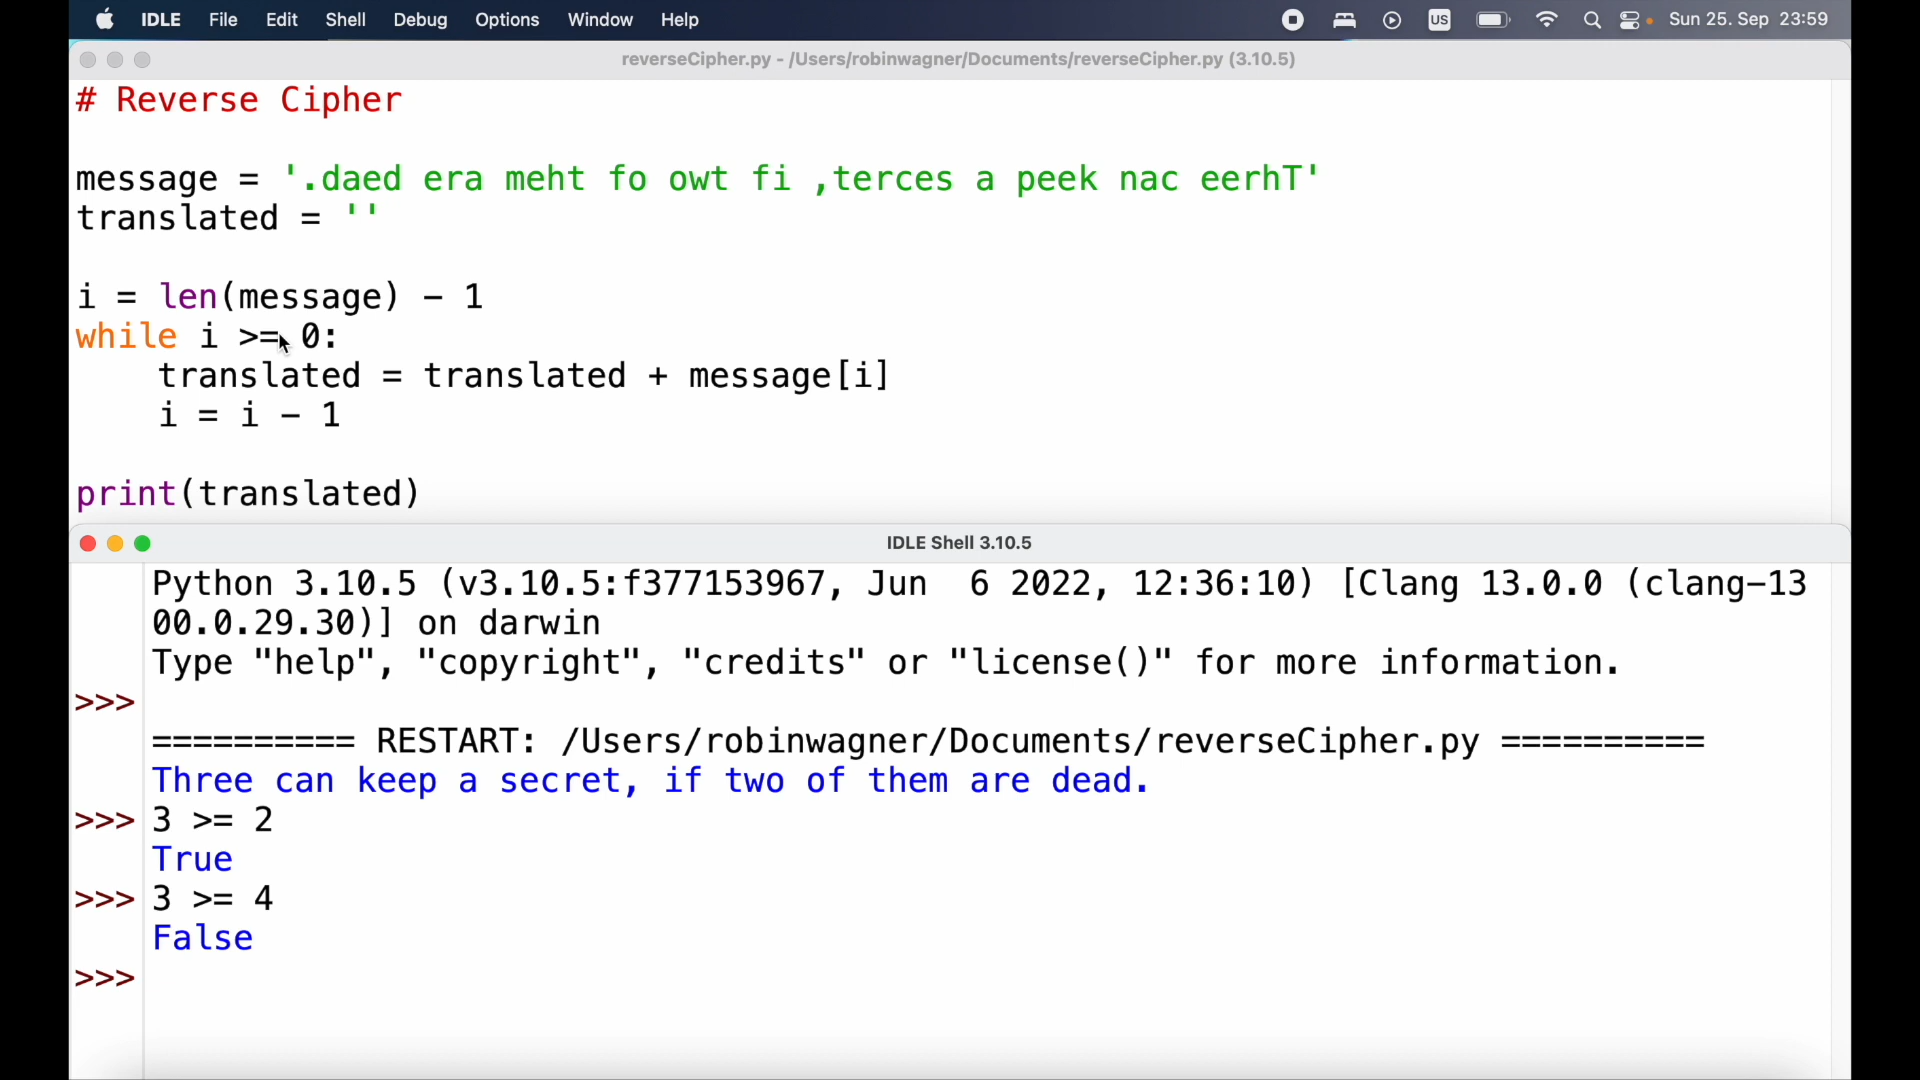 IDLE File Edit Shell Debug Options Window Help US Sun 25. Sep 23:59
reverseCipher.py - /Users/robinwagner/Documents/reverseCipher.py (3.10.5)
# Reverse Cipher
message = '.daed era meht fo owt fi ,terces a peek nac eerhT'
translated = ''
i = len(message) - 1
while i >= 0:
    translated = translated + message[i]
    i = i - 1
print(translated)
IDLE Shell 3.10.5
Python 3.10.5 (v3.10.5:f377153967, Jun  6 2022, 12:36:10) [Clang 13.0.0 (clang-13
00.0.29.30)] on darwin
Type "help", "copyright", "credits" or "license()" for more information.
>>>
========== RESTART: /Users/robinwagner/Documents/reverseCipher.py ==========
Three can keep a secret, if two of them are dead.
>>> 3 >= 2
True
>>> 3 >= 4
False
>>>